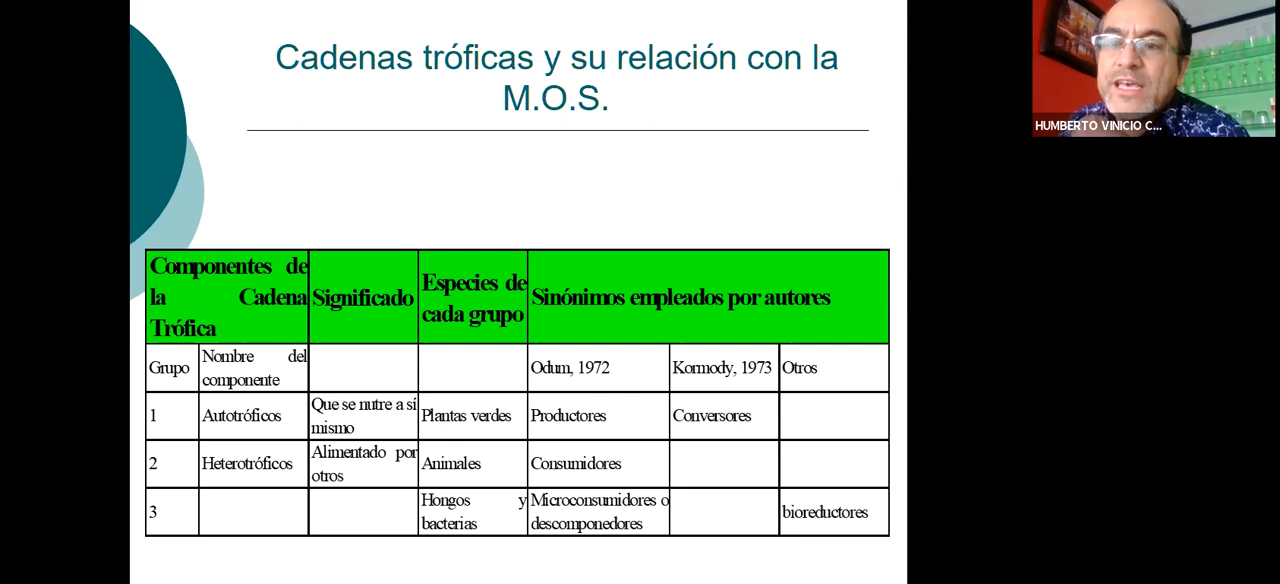 Cadenas tróficas y su relación con la
M.O.S.
HUMBERTO VINICIO C...
Componentes de
la Cadena
Trófica
Significado
Especies de
cada grupo
Sinónimos empleados por autores
Grupo
Nombre del
componente
Odum, 1972
Kormody, 1973
Otros
1
Autotróficos
Que se nutre a sí
mismo
Plantas verdes
Productores
Conversores
2
Heterotróficos
Alimentado por
otros
Animales
Consumidores
3
Hongos y
bacterias
Microconsumidores o
descomponedores
bioreductores